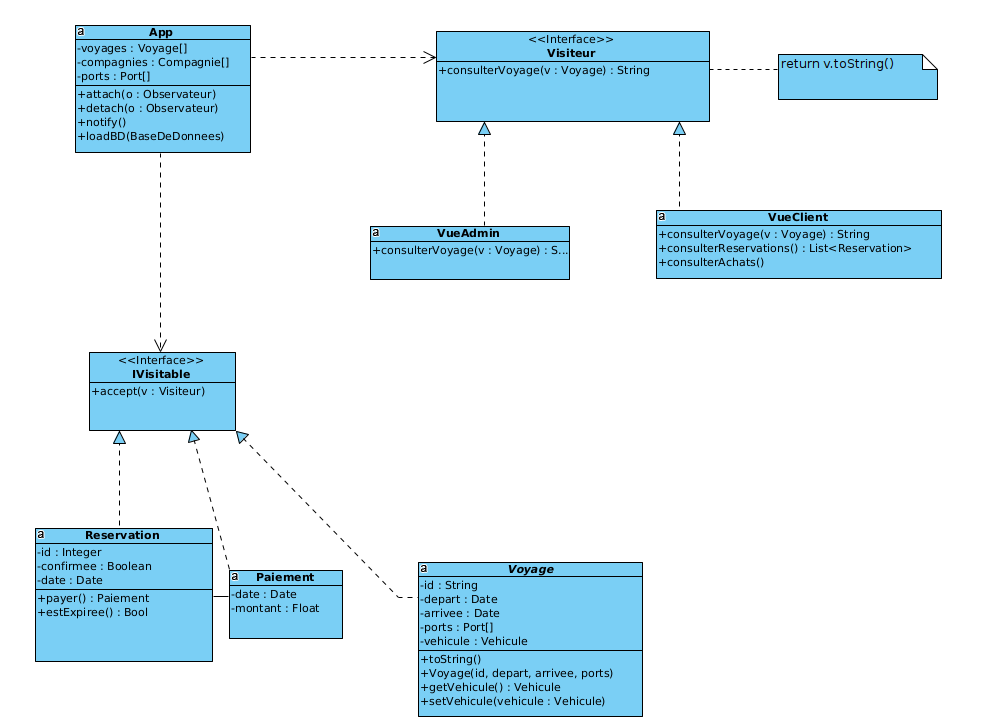 a
App
-voyages : Voyage[]
-compagnies : Compagnie[]
-ports : Port[]
+attach(o : Observateur)
+detach(o : Observateur)
+notify()
+loadBD(BaseDeDonnees)
<<Interface>>
Visiteur
+consulterVoyage(v : Voyage) : String
return v.toString()
a
VueAdmin
+consulterVoyage(v : Voyage) : S...
a
VueClient
+consulterVoyage(v : Voyage) : String
+consulterReservations() : List<Reservation>
+consulterAchats()
<<Interface>>
IVisitable
+accept(v : Visiteur)
a
Reservation
-id : Integer
-confirmee : Boolean
-date : Date
+payer() : Paiement
+estExpiree() : Bool
a
Paiement
-date : Date
-montant : Float
a
Voyage
-id : String
-depart : Date
-arrivee : Date
-ports : Port[]
-vehicule : Vehicule
+toString()
+Voyage(id, depart, arrivee, ports)
+getVehicule() : Vehicule
+setVehicule(vehicule : Vehicule)